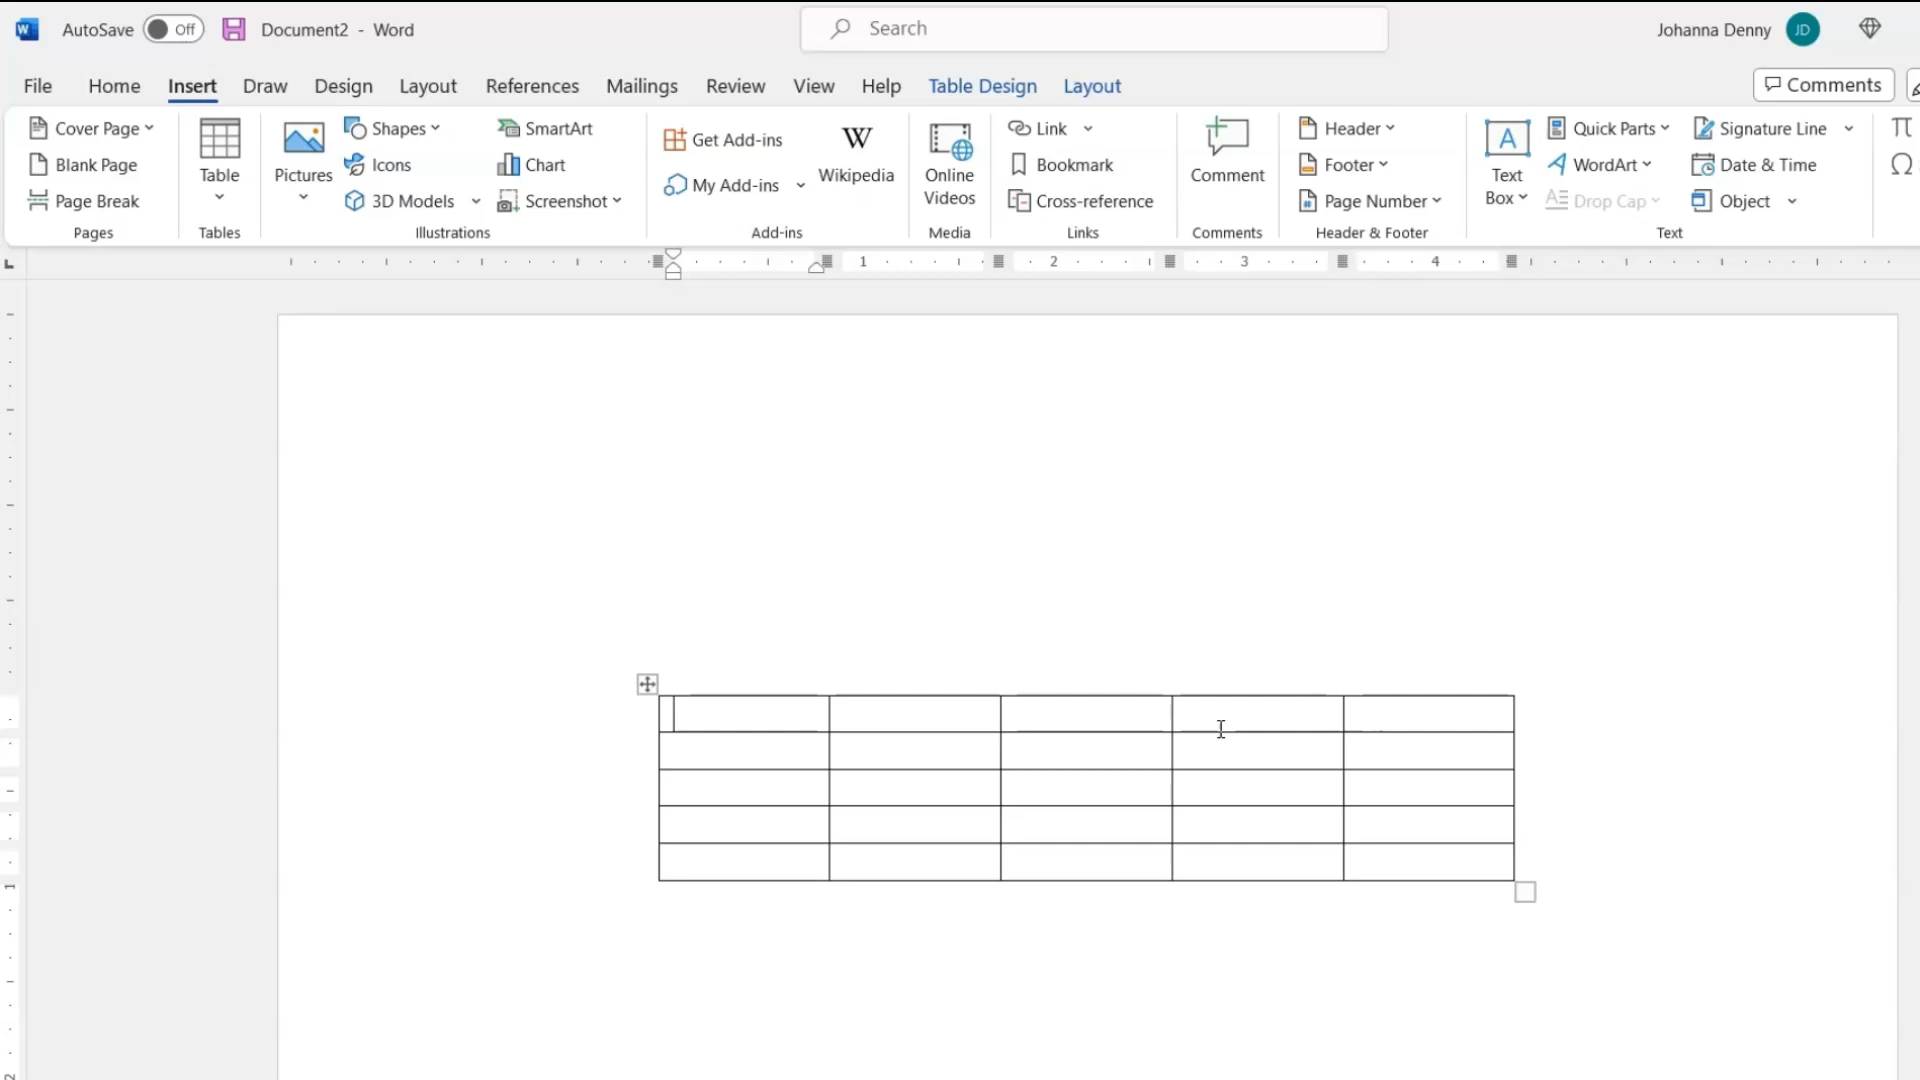 AutoSave Off Document2 - Word Search Johanna Denny JD
File Home Insert Draw Design Layout References Mailings Review View Help Table Design Layout Comments
Cover Page
Blank Page
Page Break
Pages
Table
Tables
Pictures
Shapes
Icons
3D Models
SmartArt
Chart
Screenshot
Illustrations
Get Add-ins
My Add-ins
Wikipedia
Add-ins
Online
Videos
Media
Link
Bookmark
Cross-reference
Links
Comment
Comments
Header
Footer
Page Number
Header & Footer
A
Text
Box
Quick Parts
WordArt
Drop Cap
Signature Line
Date & Time
Object
Text
π
Ω
1 2 3 4
1
2